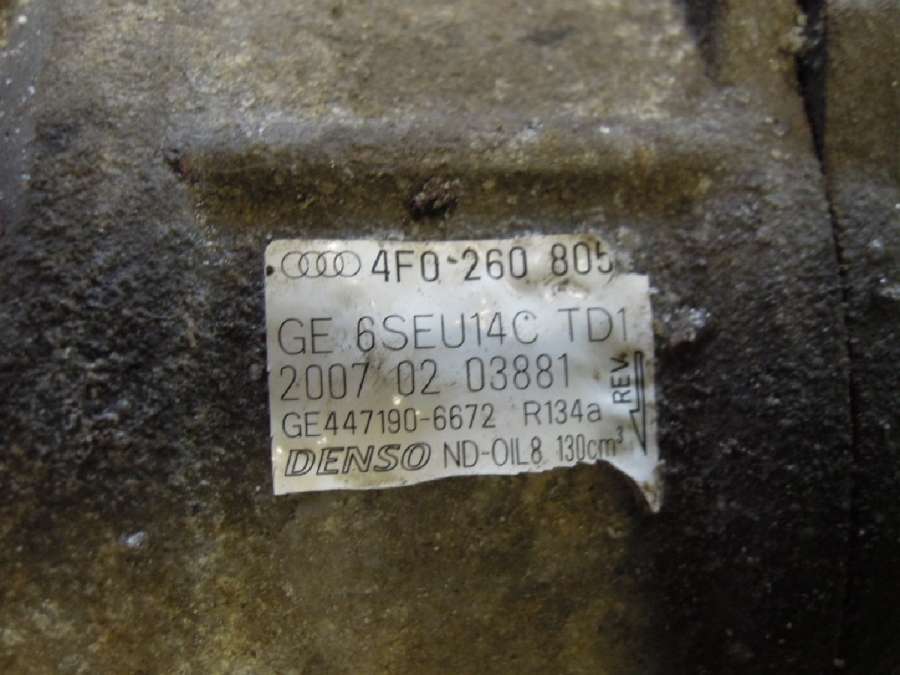 4F0 260 805
GE 6SEU14C TD1
2007 02 03881
GE447190-6672 R134a
DENSO ND-OIL8 130cm³
REV.